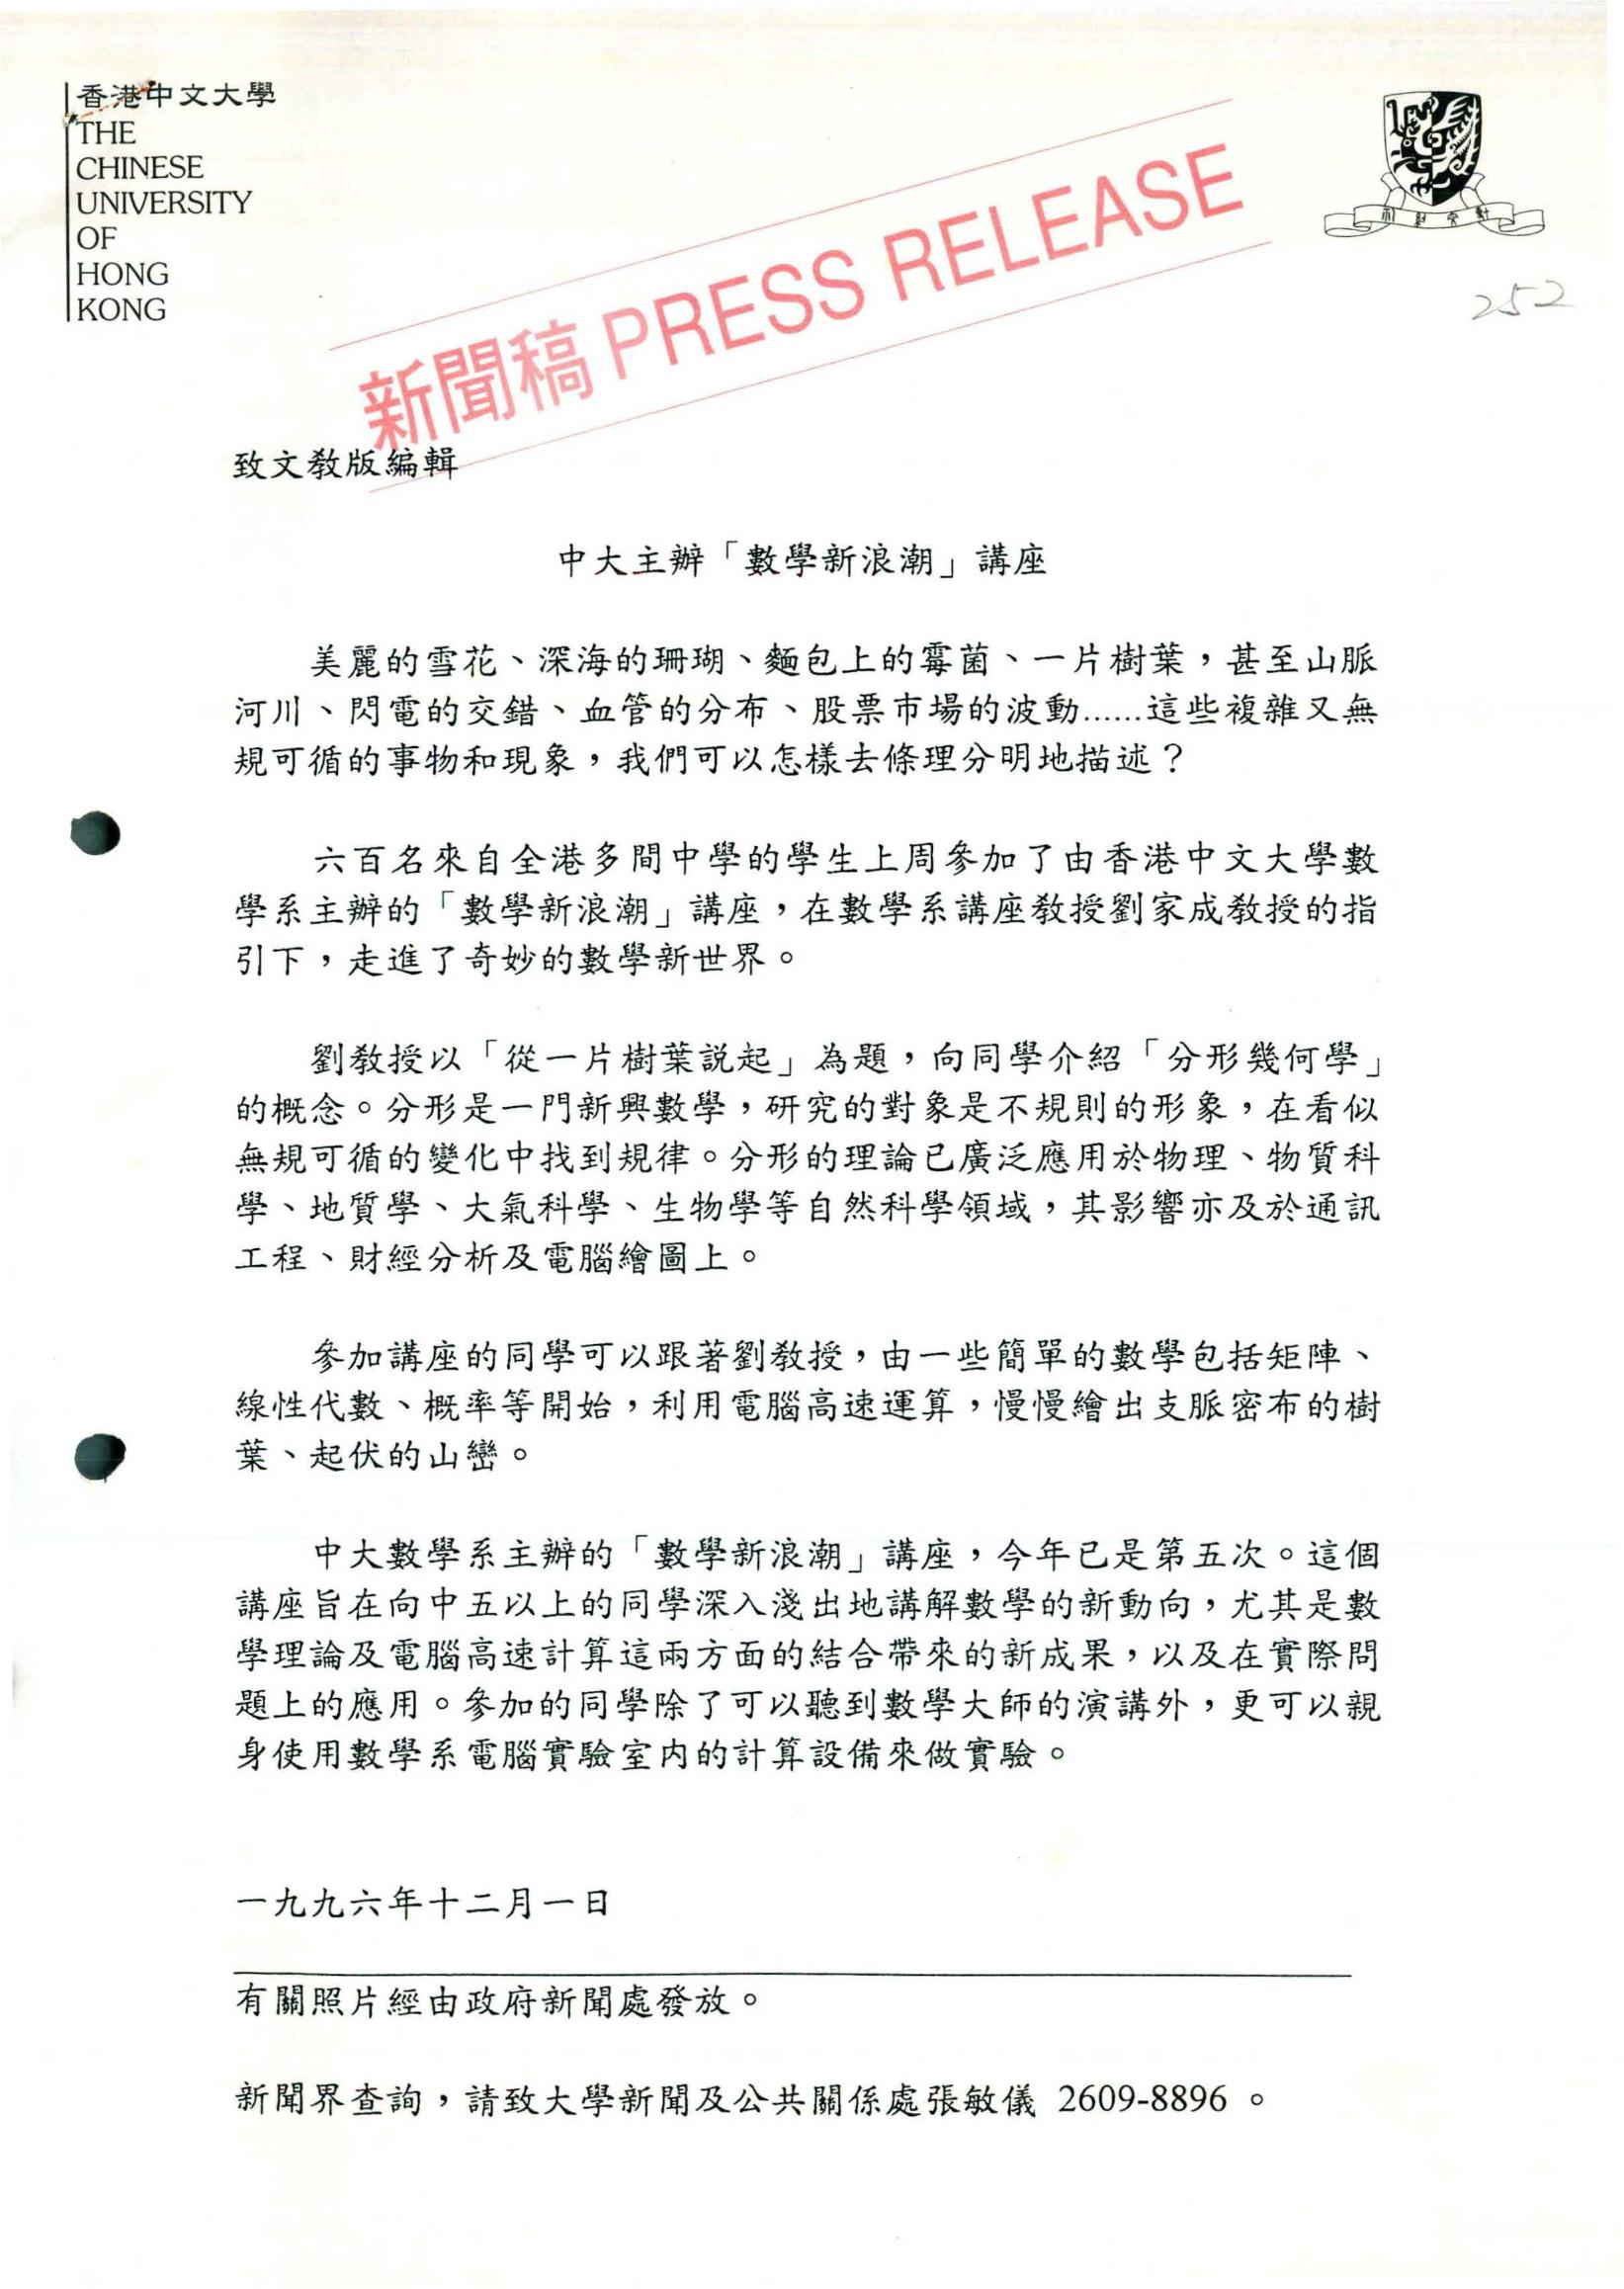 香港中文大學
THE
CHINESE
UNIVERSITY
OF
HONG
KONG
新聞稿 PRESS RELEASE
252
致文教版編輯
中大主辦「數學新浪潮」講座
美麗的雪花、深海的珊瑚、麵包上的霉菌、一片樹葉，甚至山脈
河川、閃電的交錯、血管的分布、股票市場的波動……這些複雜又無
規可循的事物和現象，我們可以怎樣去條理分明地描述？
六百名來自全港多間中學的學生上周參加了由香港中文大學數
學系主辦的「數學新浪潮」講座，在數學系講座教授劉家成教授的指
引下，走進了奇妙的數學新世界。
劉教授以「從一片樹葉説起」為題，向同學介紹「分形幾何學」
的概念。分形是一門新興數學，研究的對象是不規則的形象，在看似
無規可循的變化中找到規律。分形的理論已廣泛應用於物理、物質科
學、地質學、大氣科學、生物學等自然科學領域，其影響亦及於通訊
工程、財經分析及電腦繪圖上。
參加講座的同學可以跟著劉教授，由一些簡單的數學包括矩陣、
線性代數、概率等開始，利用電腦高速運算，慢慢繪出支脈密布的樹
葉、起伏的山巒。
中大數學系主辦的「數學新浪潮」講座，今年已是第五次。這個
講座旨在向中五以上的同學深入淺出地講解數學的新動向，尤其是數
學理論及電腦高速計算這兩方面的結合帶來的新成果，以及在實際問
題上的應用。參加的同學除了可以聽到數學大師的演講外，更可以親
身使用數學系電腦實驗室內的計算設備來做實驗。
一九九六年十二月一日
有關照片經由政府新聞處發放。
新聞界查詢，請致大學新聞及公共關係處張敏儀 2609-8896 。